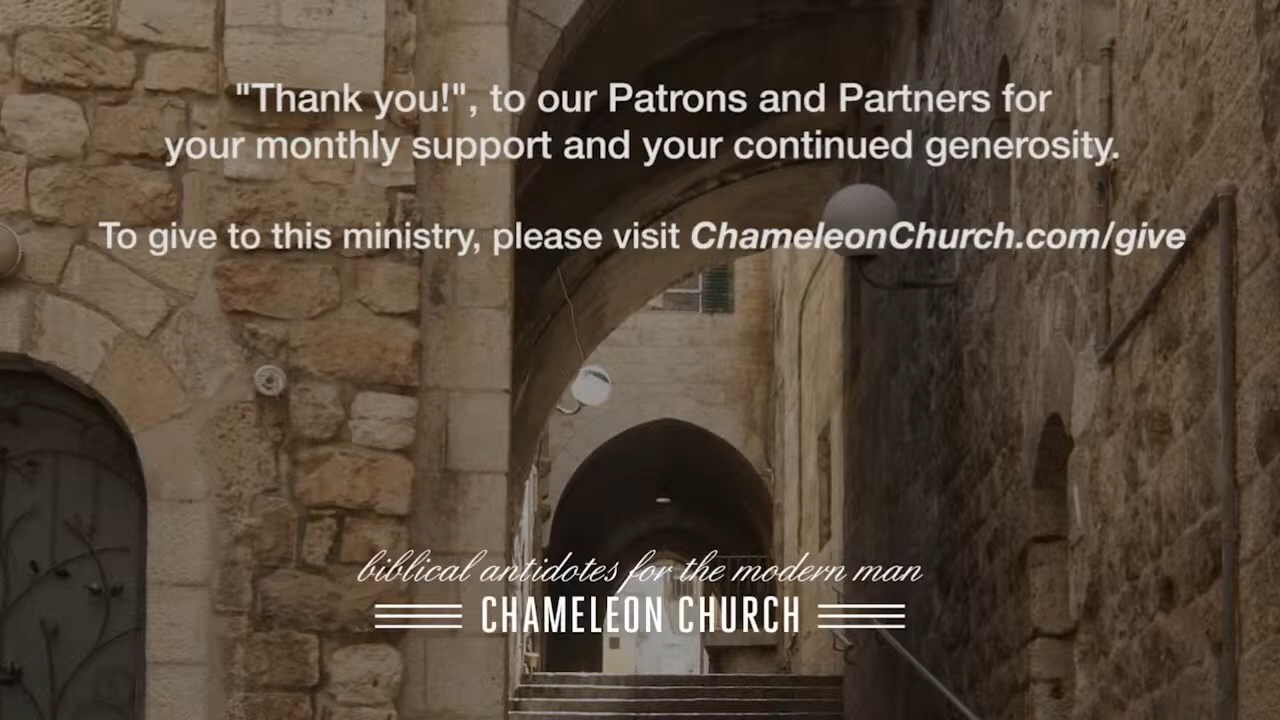 "Thank you!", to our Patrons and Partners for
your monthly support and your continued generosity.
To give to this ministry, please visit ChameleonChurch.com/give
biblical antidotes for the modern man
CHAMELEON CHURCH